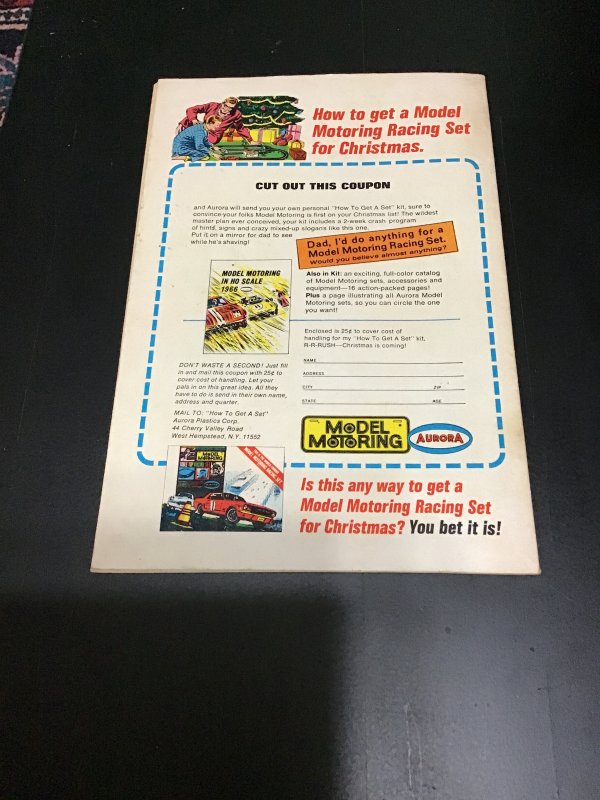 How to get a Model
Motoring Racing Set
for Christmas.
CUT OUT THIS COUPON
and Aurora will send you your own personal "How To Get A Set" kit, sure to
convince your folks Model Motoring is first on your Christmas list! The wildest
master plan ever conceived, your kit includes a 2-week crash program
of hints, signs and crazy mixed-up slogans like this one.
Put it on a mirror for dad to see
while he's shaving!
Dad, I'd do anything for a
Model Motoring Racing Set.
Would you believe almost anything?
MODEL MOTORING
IN HO SCALE
1966
Also in Kit: an exciting, full-color catalog
of Model Motoring sets, accessories and
equipment—16 action-packed pages!
Plus a page illustrating all Aurora Model
Motoring sets, so you can circle the one
you want!
Enclosed is 25¢ to cover cost of
handling for my "How To Get A Set" kit.
R-R-RUSH—Christmas is coming!
NAME
ADDRESS
CITY ZIP
STATE AGE
DON'T WASTE A SECOND! Just fill
in and mail this coupon with 25¢ to
cover cost of handling. Let your
pals in on this great idea. All they
have to do is send in their own name,
address and quarter.
MAIL TO: "How To Get A Set"
Aurora Plastics Corp.
44 Cherry Valley Road
West Hempstead, N.Y. 11552
MODEL
MOTORING
AURORA
MODEL
MOTORING
Is this any way to get a
Model Motoring Racing Set
for Christmas? You bet it is!